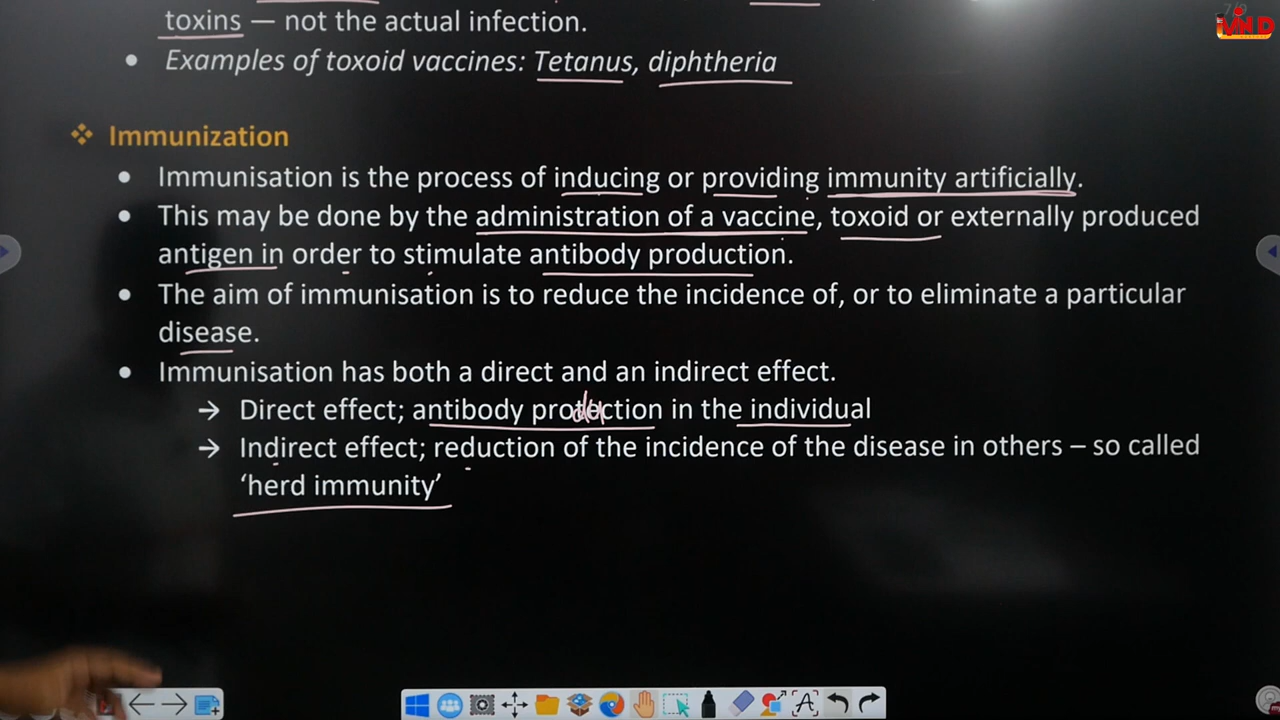 toxins — not the actual infection.
• Examples of toxoid vaccines: Tetanus, diphtheria
❖ Immunization
• Immunisation is the process of inducing or providing immunity artificially.
• This may be done by the administration of a vaccine, toxoid or externally produced
antigen in order to stimulate antibody production.
• The aim of immunisation is to reduce the incidence of, or to eliminate a particular
disease.
• Immunisation has both a direct and an indirect effect.
→ Direct effect; antibody protection in the individual
→ Indirect effect; reduction of the incidence of the disease in others – so called
‘herd immunity’